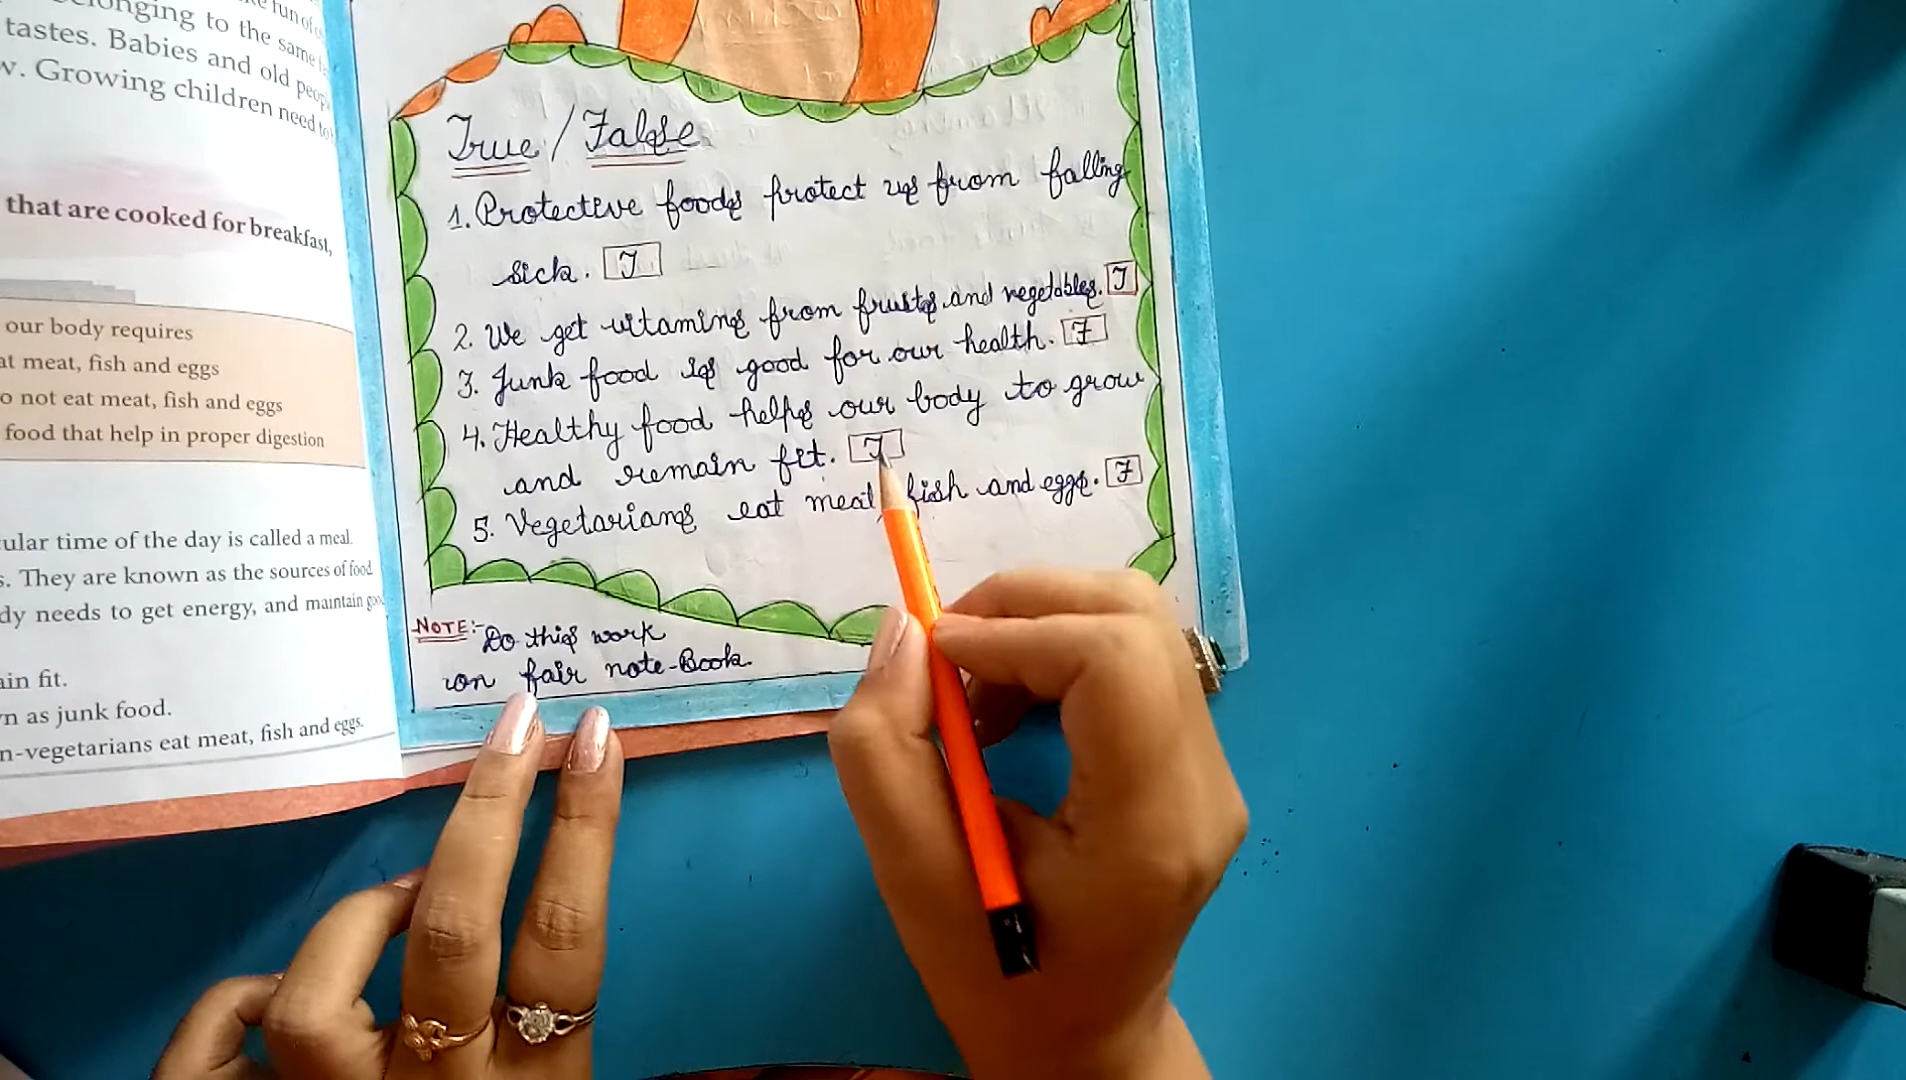 longing to the same
tastes. Babies and old peop
w. Growing children need to
that are cooked for breakfast,
our body requires
at meat, fish and eggs
o not eat meat, fish and eggs
food that help in proper digestion
ular time of the day is called a meal.
s. They are known as the sources of food
dy needs to get energy, and maintain goo
ain fit.
n as junk food.
n-vegetarians eat meat, fish and eggs.
True / False
1. Protective foods protect us from falling
sick. T
2. We get vitamins from fruits and vegetables. T
3. Junk food is good for our health. F
4. Healthy food helps our body to grow
and remain fit. T
5. Vegetarians eat meat fish and eggs. F
NOTE:- Do this work
on fair note-Book.